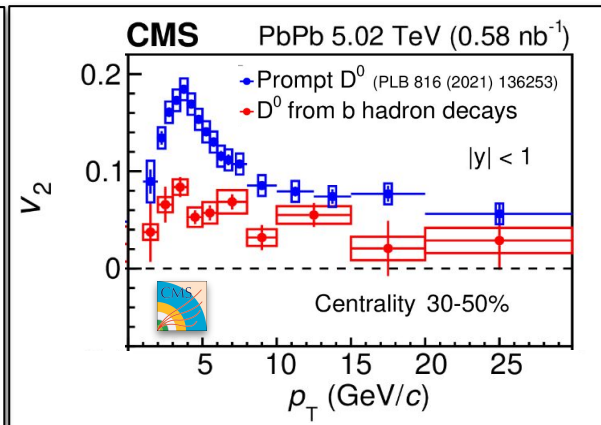 CMS PbPb 5.02 TeV (0.58 nb⁻¹)
Prompt D⁰ (PLB 816 (2021) 136253)
D⁰ from b hadron decays
|y| < 1
0.2
0.1
0
v₂
CMS
Centrality 30-50%
5 10 15 20 25
p_T (GeV/c)